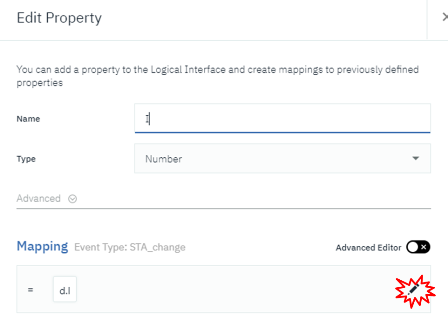 Edit Property
You can add a property to the Logical Interface and create mappings to previously defined
properties
Name
I
Type
Number
Advanced
Mapping Event Type: STA_change
Advanced Editor
= d.I